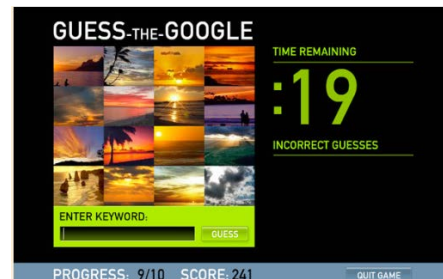 GUESS-THE-GOOGLE
TIME REMAINING
:19
INCORRECT GUESSES
ENTER KEYWORD:
GUESS
PROGRESS: 9/10 SCORE: 241
QUIT GAME